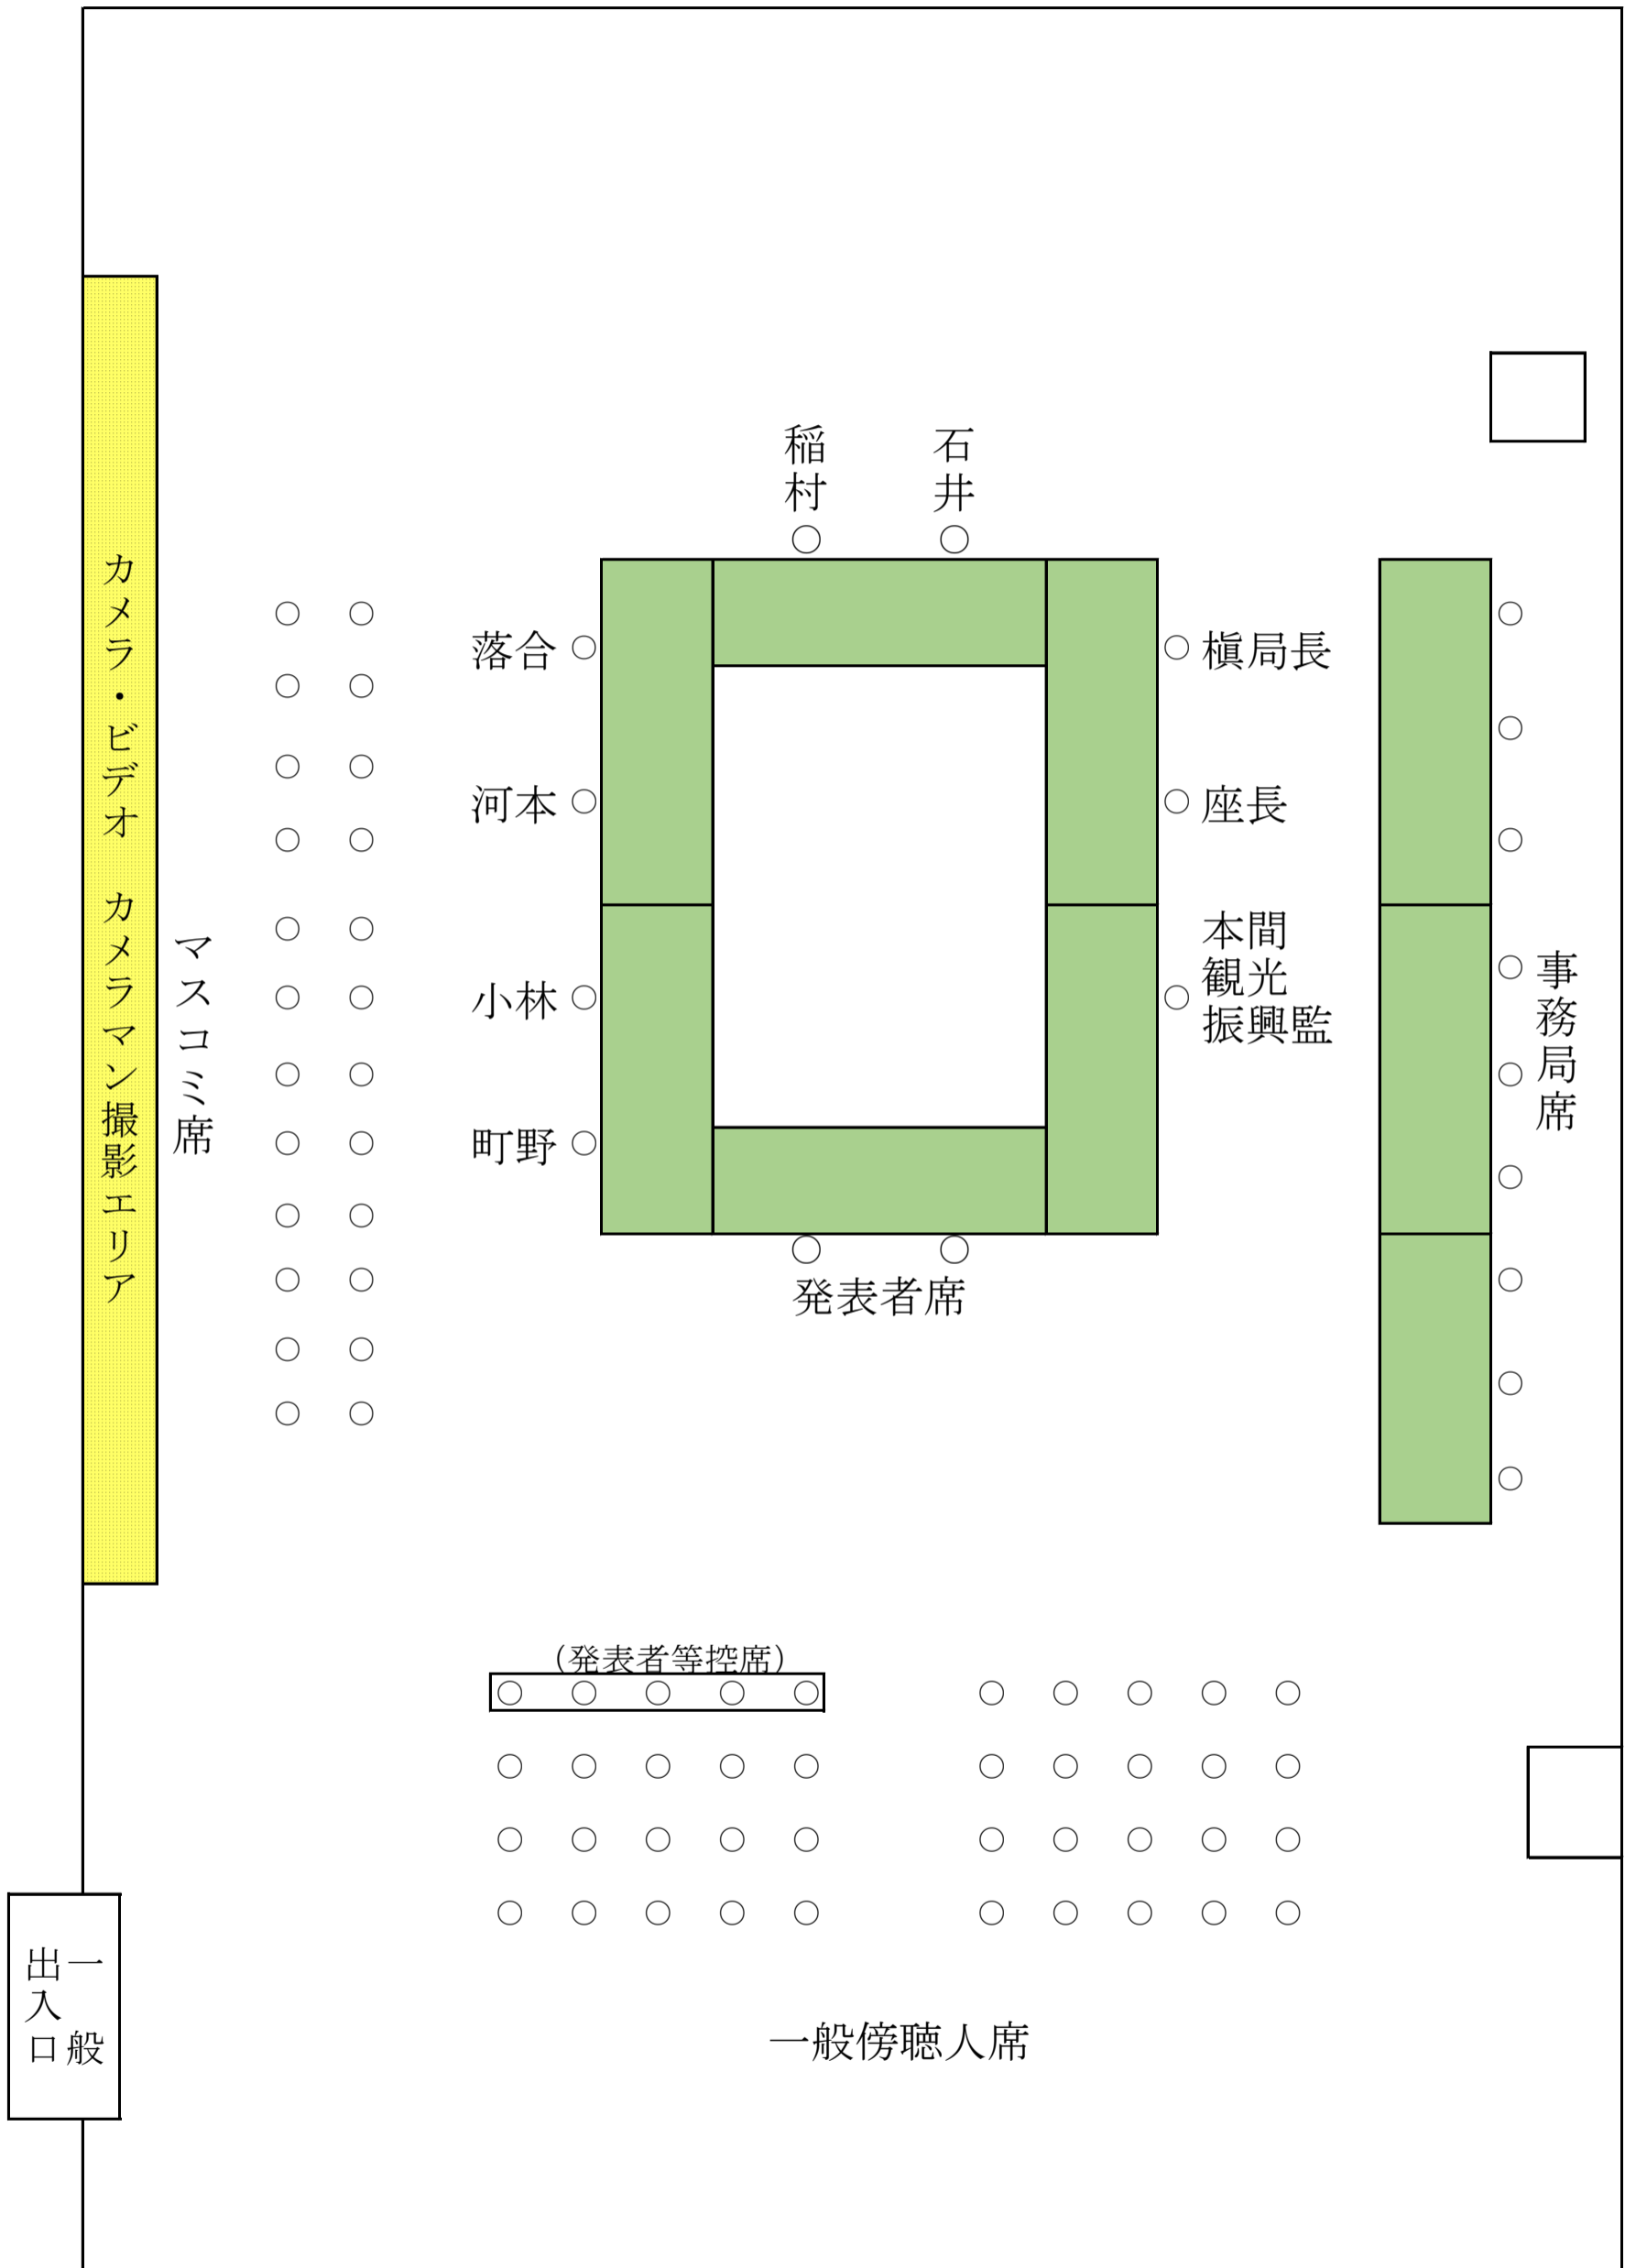 稲村
石井
落合
槇局長
河本
座長
小林
本間
観光
振興監
町野
発表者席
カメラ・ビデオ　カメラマン撮影エリア
マスコミ席
事務局席
（発表者等控席）
一般
出入口
一般傍聴人席